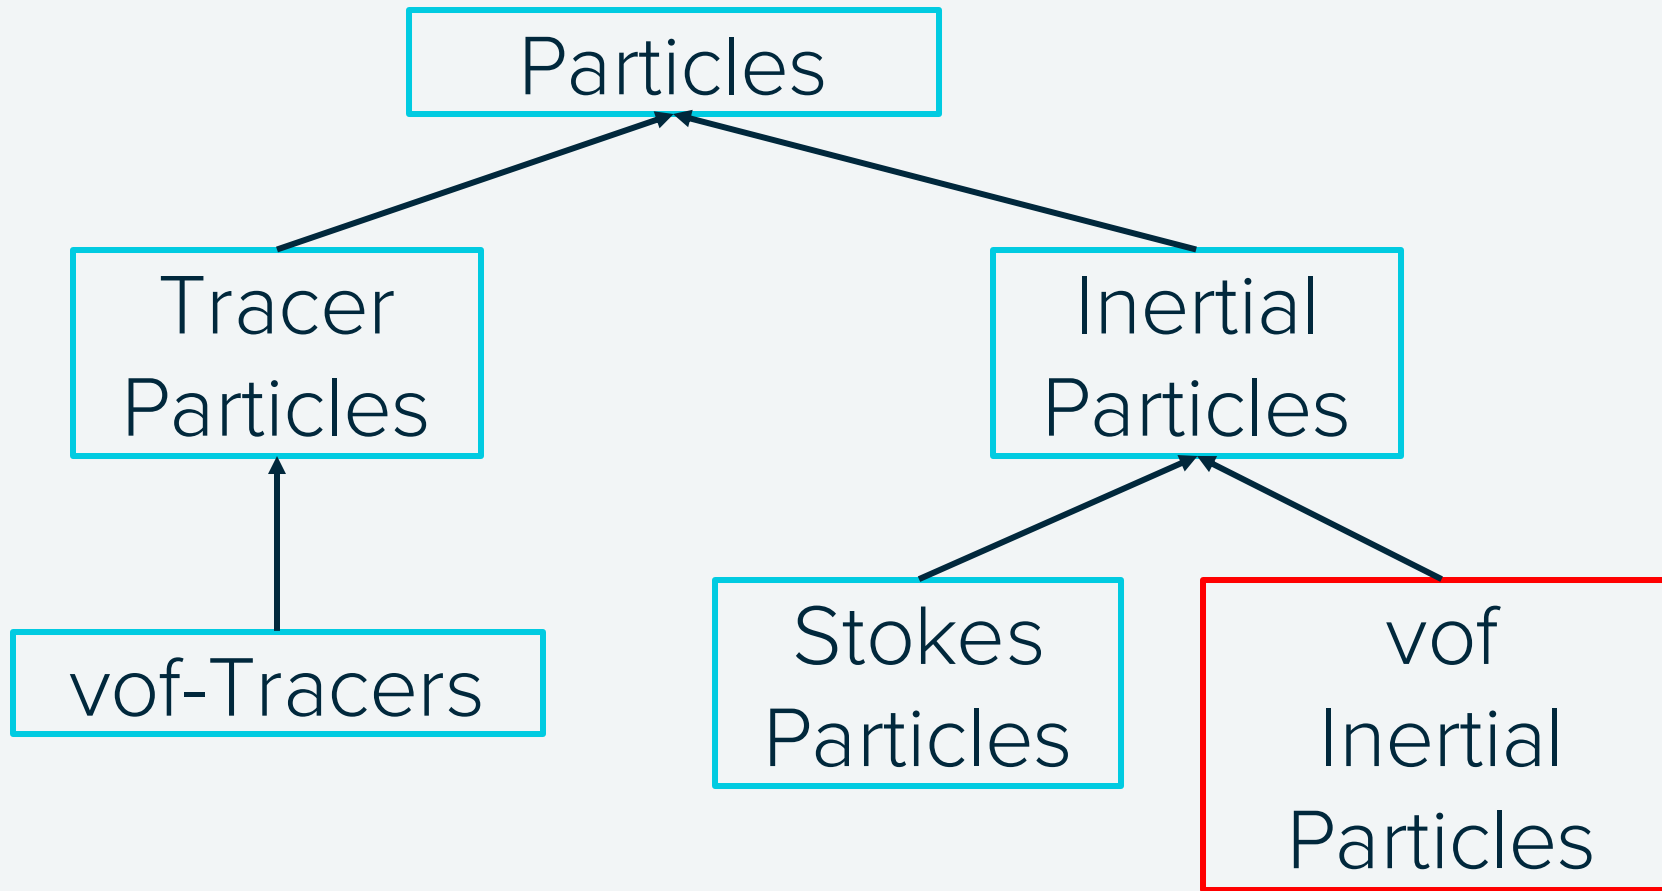 Particles
Tracer
Particles
Inertial
Particles
vof-Tracers
Stokes
Particles
vof
Inertial
Particles